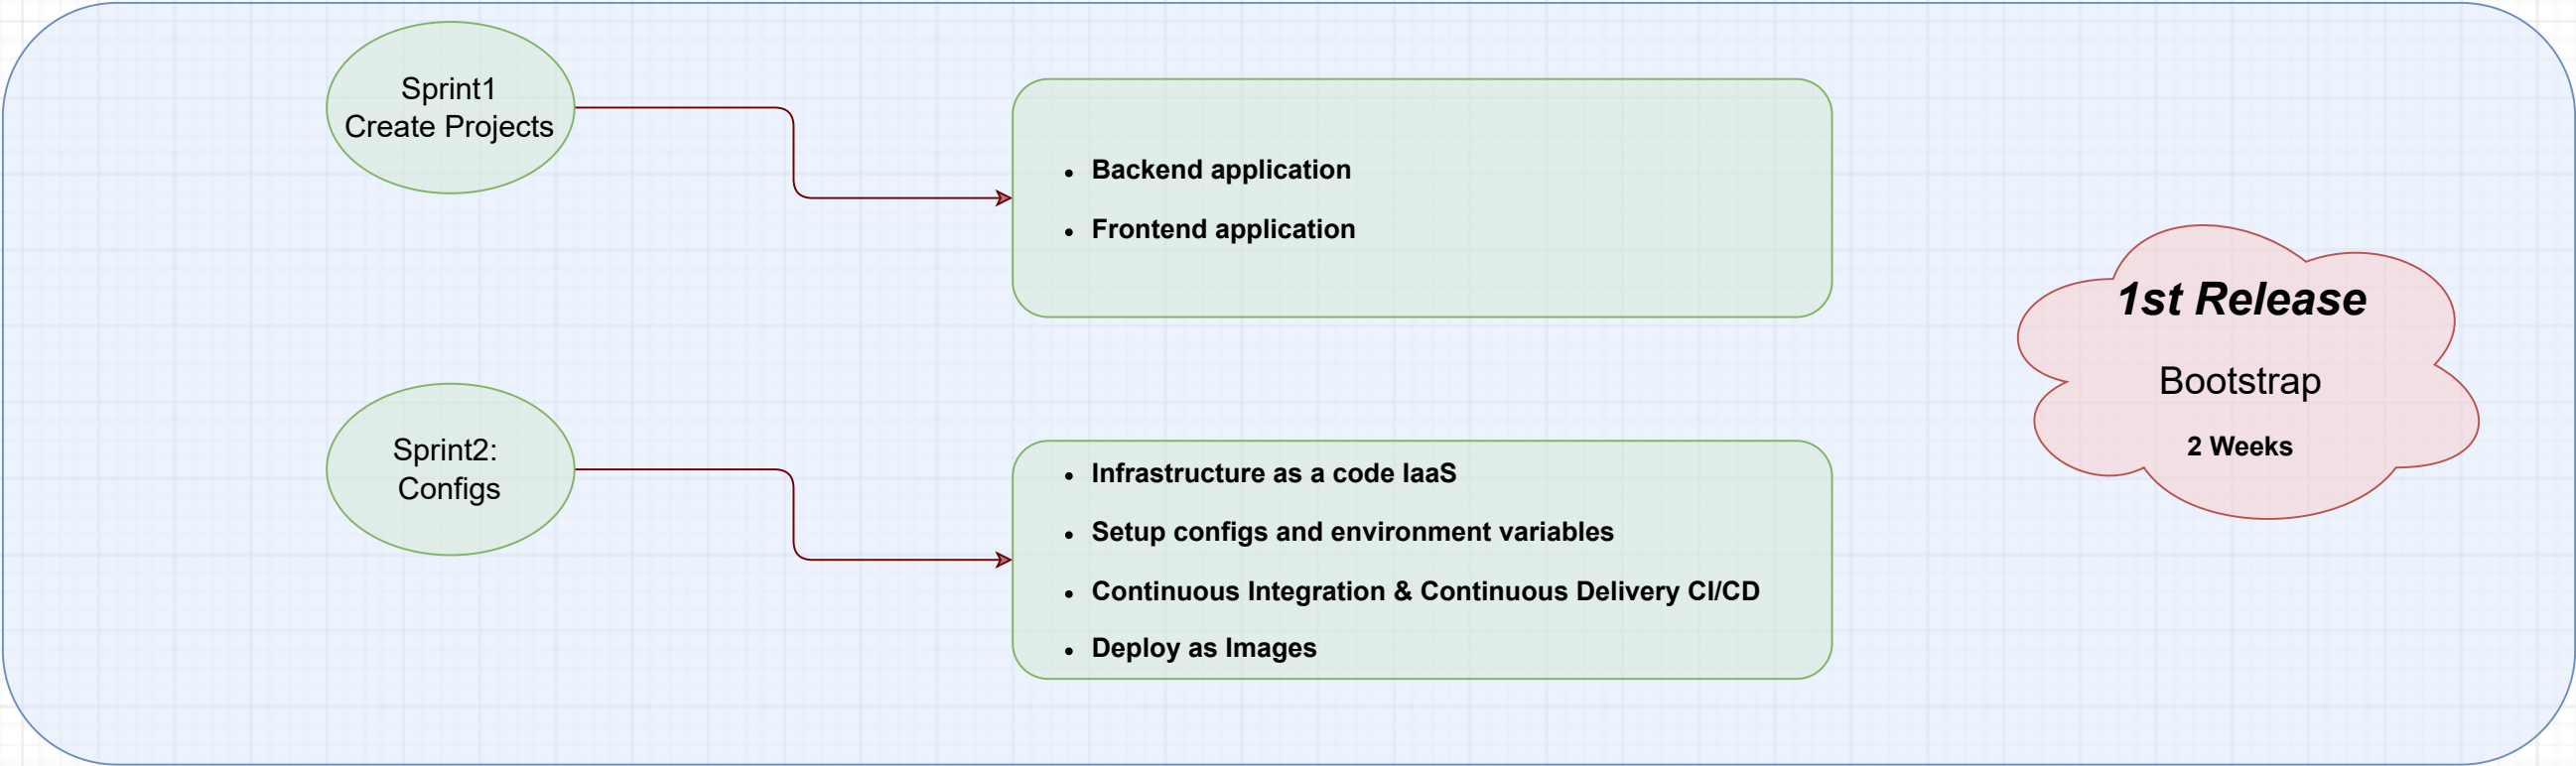 Sprint1
Create Projects
Backend application
Frontend application
1st Release
Bootstrap
2 Weeks
Sprint2:
Configs
Infrastructure as a code IaaS
Setup configs and environment variables
Continuous Integration & Continuous Delivery CI/CD
Deploy as Images